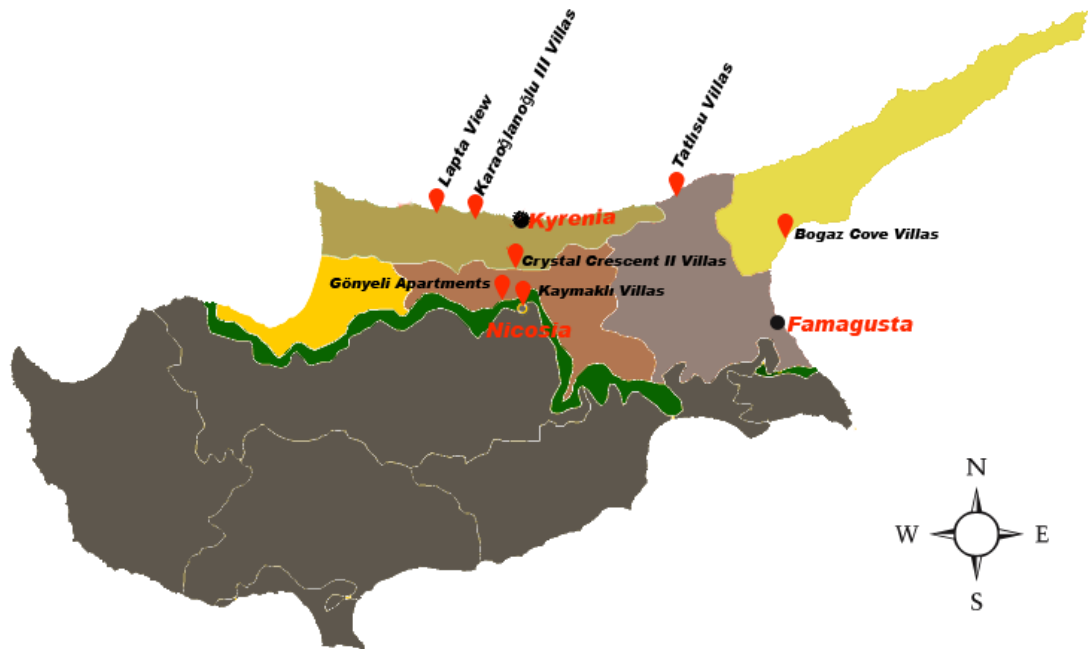 Lapta View
Karaoğlanoğlu III Villas
Tatlısu Villas
Kyrenia
Bogaz Cove Villas
Crystal Crescent II Villas
Gönyeli Apartments
Kaymaklı Villas
Nicosia
Famagusta
N
W
E
S